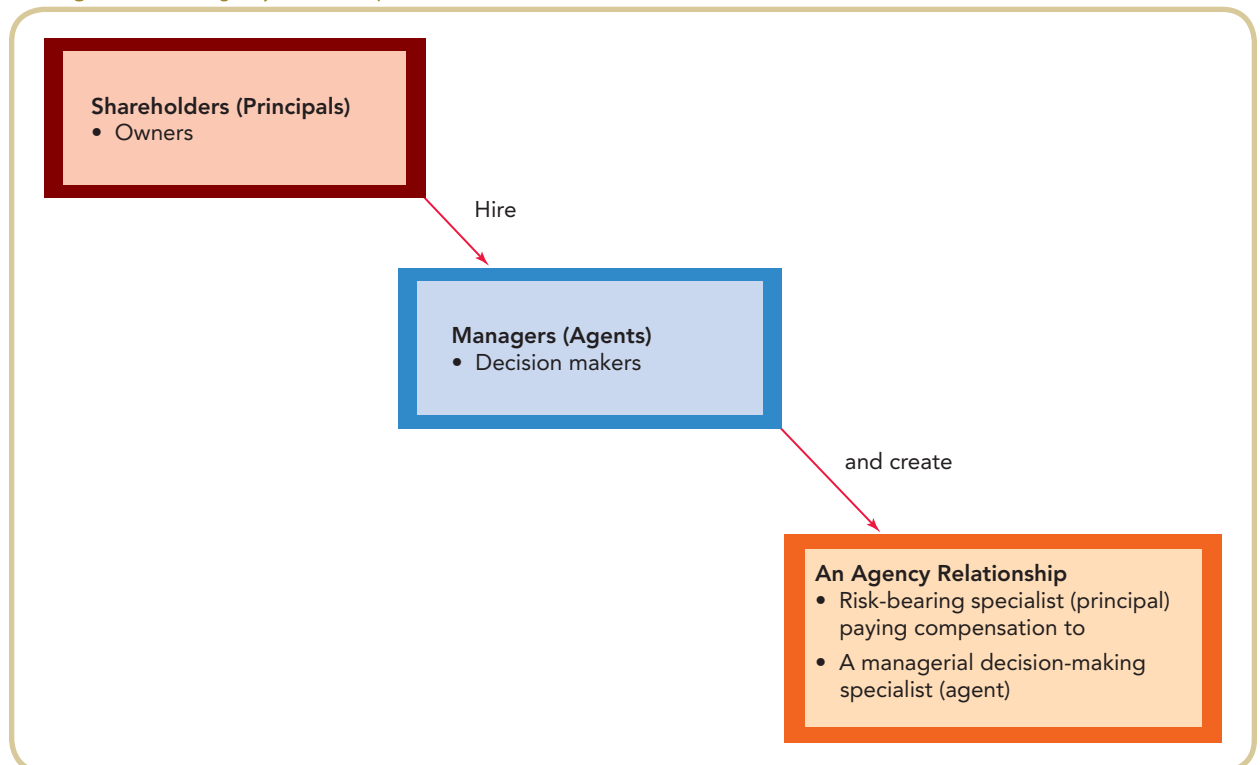 Shareholders (Principals)
• Owners
Hire
Managers (Agents)
• Decision makers
and create
An Agency Relationship
• Risk-bearing specialist (principal)
paying compensation to
• A managerial decision-making
specialist (agent)